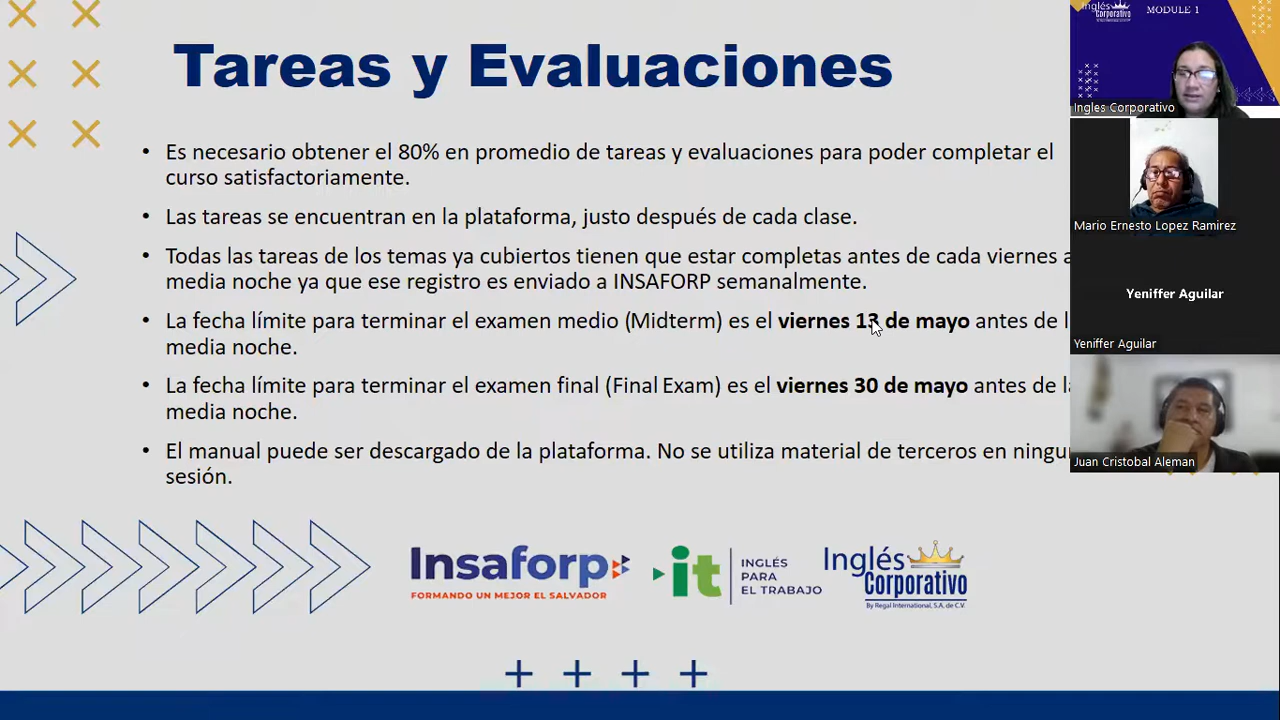 Tareas y Evaluaciones
• Es necesario obtener el 80% en promedio de tareas y evaluaciones para poder completar el
curso satisfactoriamente.
• Las tareas se encuentran en la plataforma, justo después de cada clase.
• Todas las tareas de los temas ya cubiertos tienen que estar completas antes de cada viernes a
media noche ya que ese registro es enviado a INSAFORP semanalmente.
• La fecha límite para terminar el examen medio (Midterm) es el viernes 13 de mayo antes de
media noche.
• La fecha límite para terminar el examen final (Final Exam) es el viernes 30 de mayo antes de
media noche.
• El manual puede ser descargado de la plataforma. No se utiliza material de terceros en
sesión.
Insaforp
FORMANDO UN MEJOR EL SALVADOR
it
INGLÉS
PARA
EL TRABAJO
Inglés
Corporativo
By Regal International, S.A. de C.V.
Inglés
Corporativo
MODULE 1
Ingles Corporativo
Mario Ernesto Lopez Ramirez
Yeniffer Aguilar
Yeniffer Aguilar
Juan Cristobal Aleman